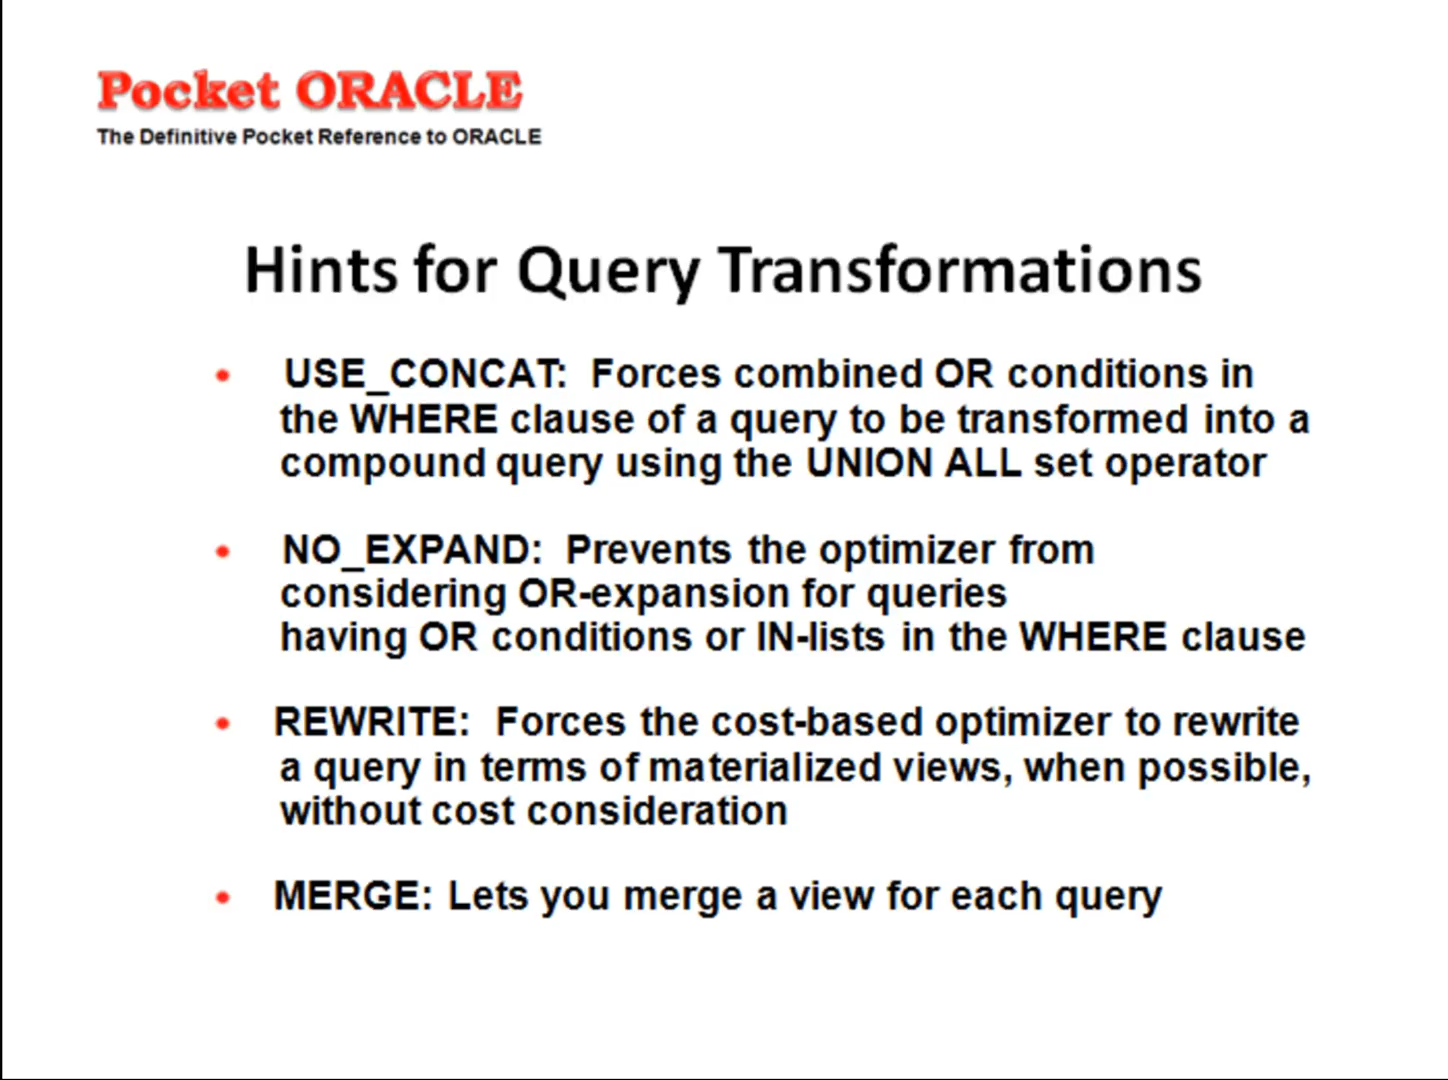 Pocket ORACLE
The Definitive Pocket Reference to ORACLE
Hints for Query Transformations
• USE_CONCAT: Forces combined OR conditions in
the WHERE clause of a query to be transformed into a
compound query using the UNION ALL set operator
• NO_EXPAND: Prevents the optimizer from
considering OR-expansion for queries
having OR conditions or IN-lists in the WHERE clause
• REWRITE: Forces the cost-based optimizer to rewrite
a query in terms of materialized views, when possible,
without cost consideration
• MERGE: Lets you merge a view for each query